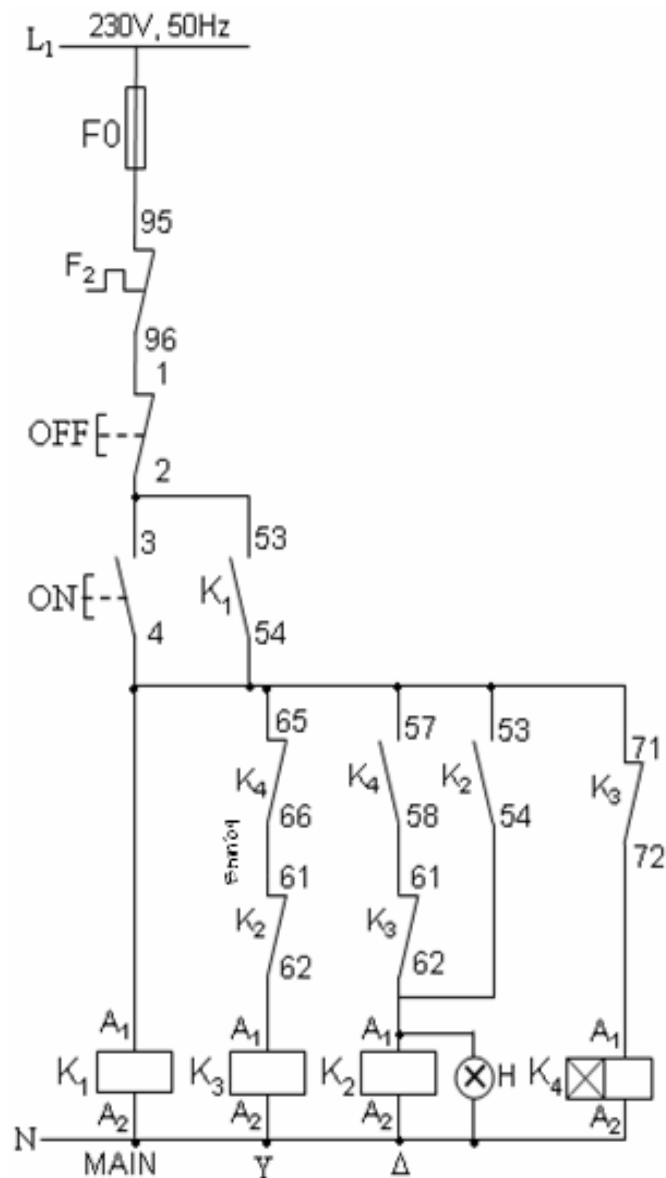 230V, 50Hz
L₁
F0
95
F₂
96
1
OFF
2
3
53
ON
K₁
4
54
65
57
53
71
K₄
K₄
K₂
K₃
66
58
54
72
61
61
K₂
K₃
62
62
A₁
A₁
A₁
A₁
K₁
K₃
K₂
H
K₄
A₂
A₂
A₂
A₂
N
MAIN
Y
Δ